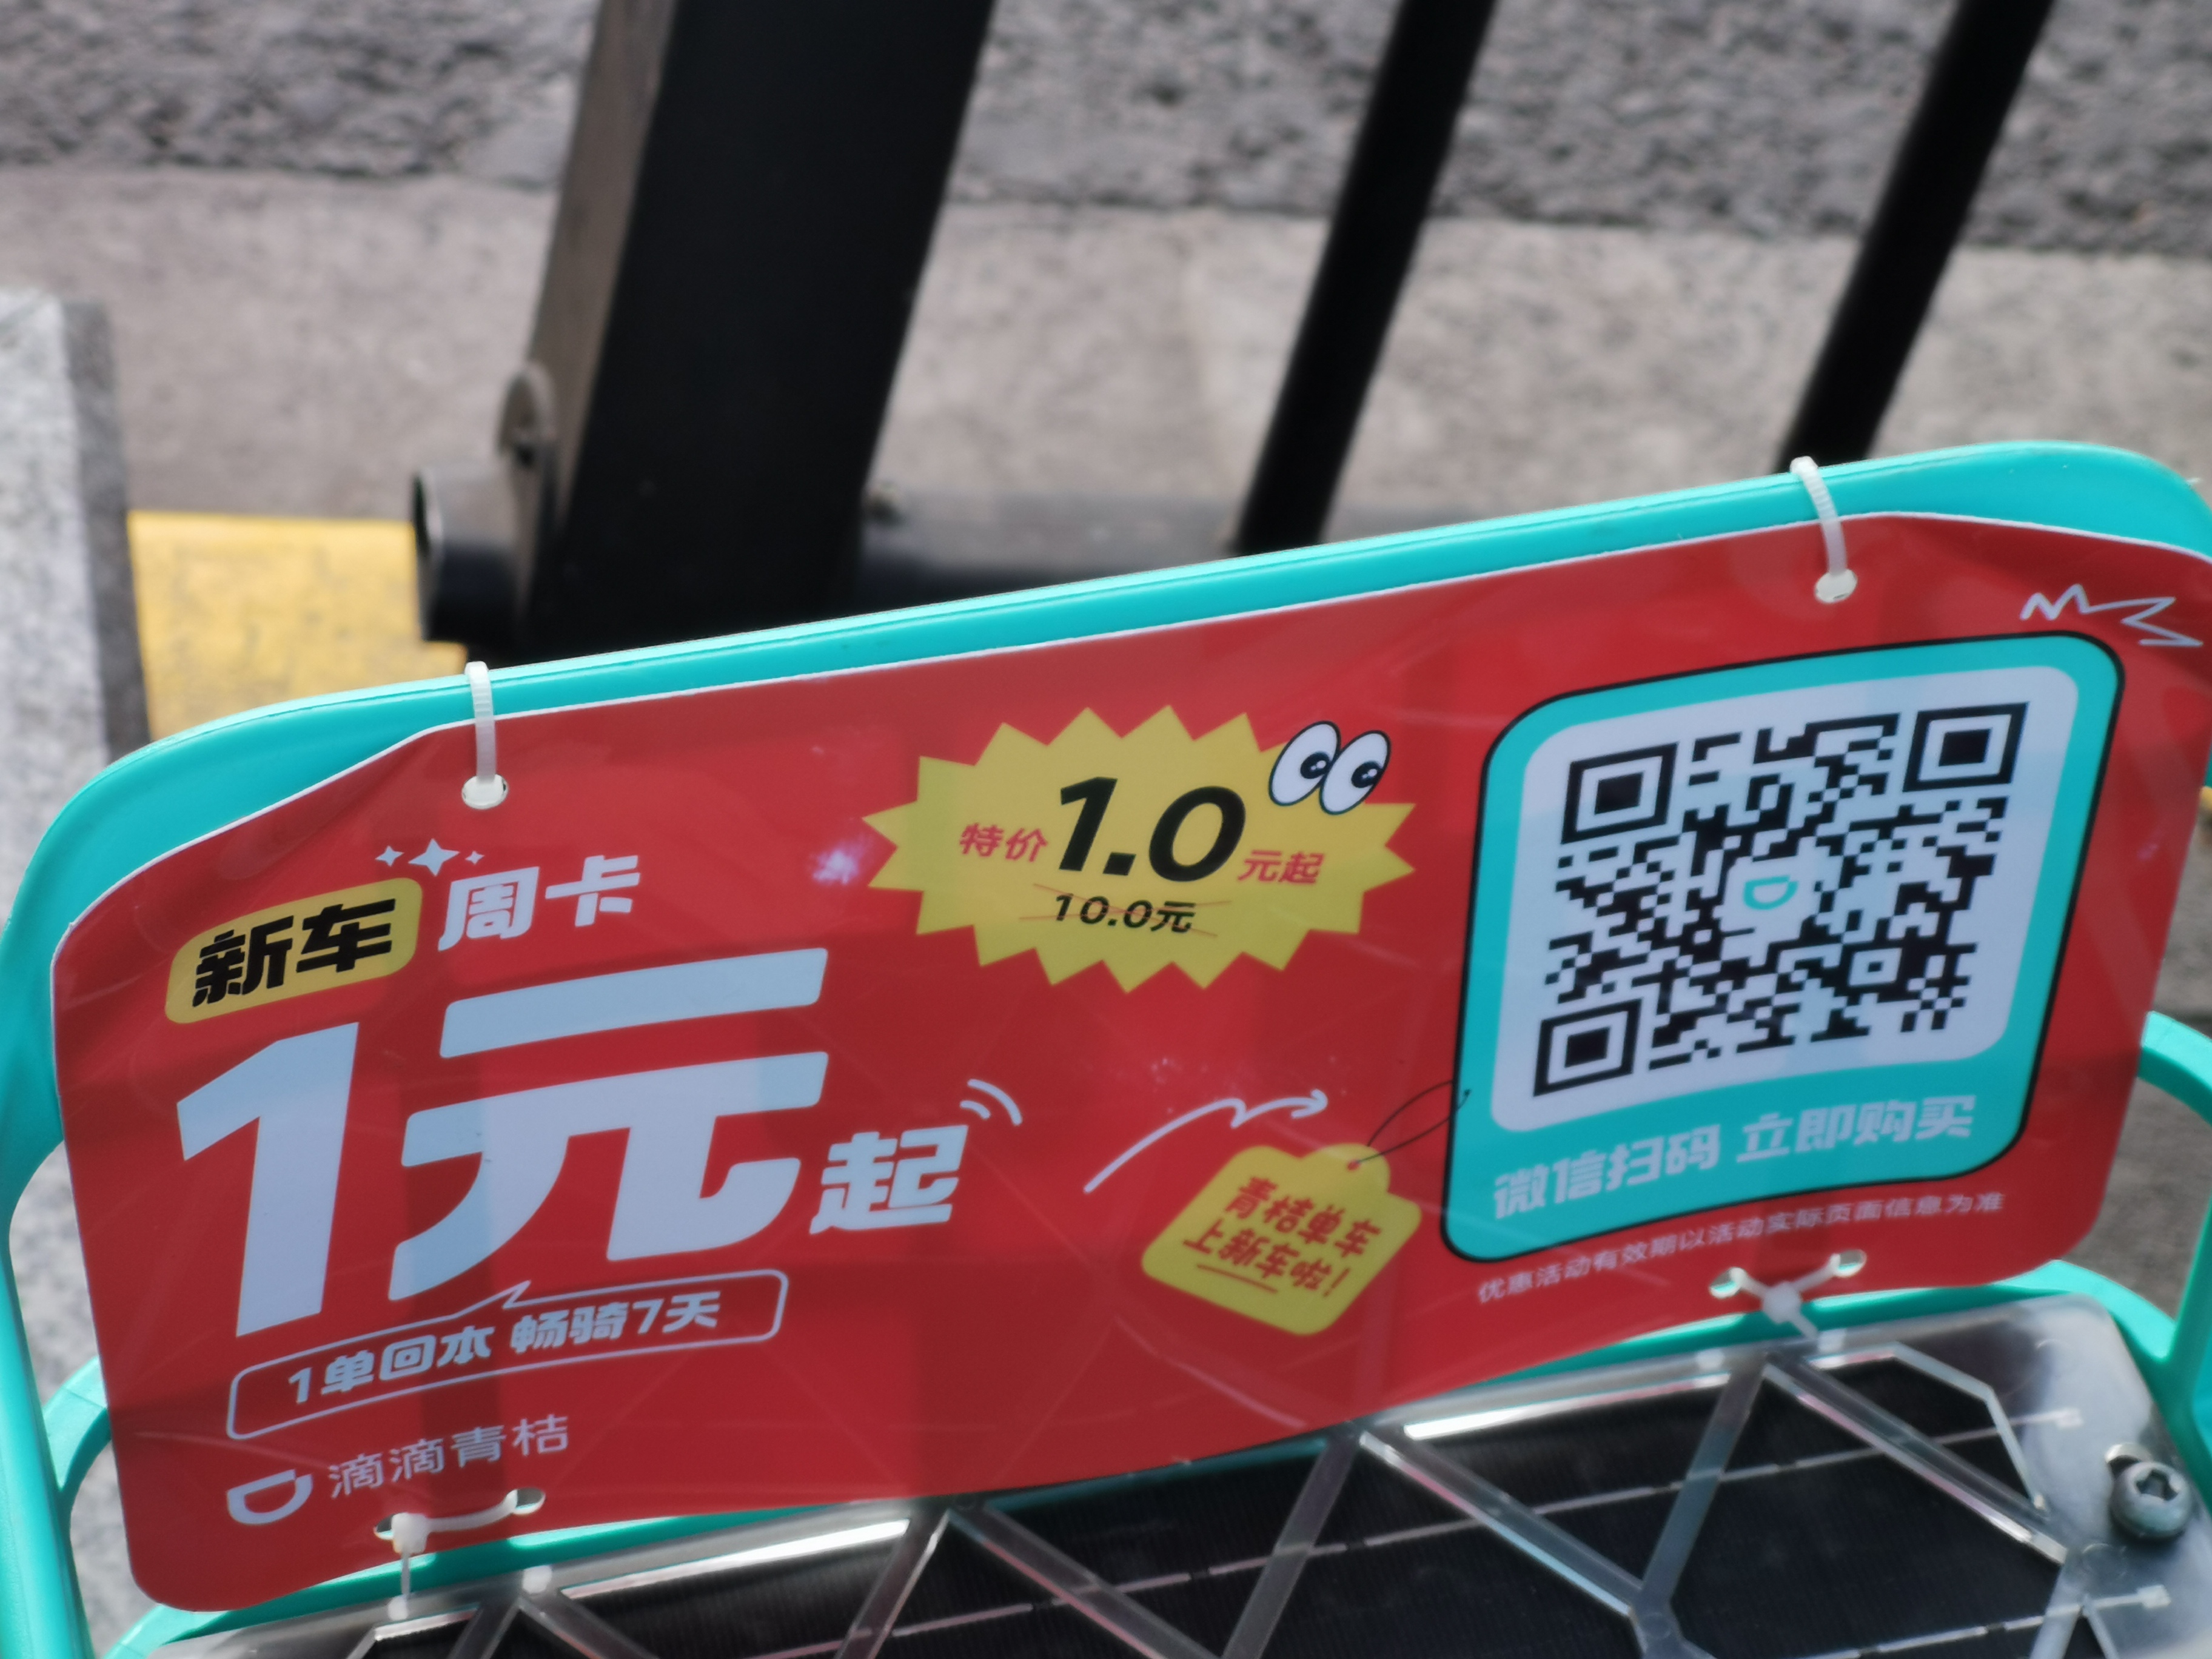 新车 周卡
1元起
1单回本 畅骑7天
滴滴青桔
特价1.0元起
10.0元
青桔单车
上新车啦!
微信扫码 立即购买
优惠活动有效期以活动实际页面信息为准